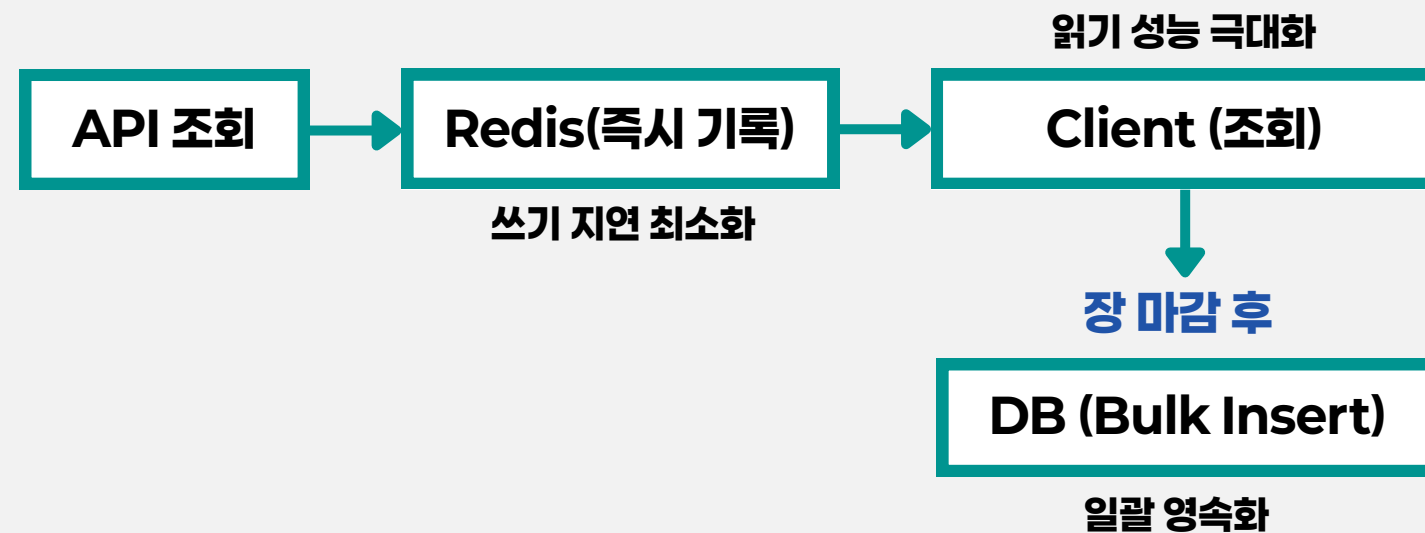 읽기 성능 극대화
API 조회
Redis(즉시 기록)
Client (조회)
쓰기 지연 최소화
장 마감 후
DB (Bulk Insert)
일괄 영속화